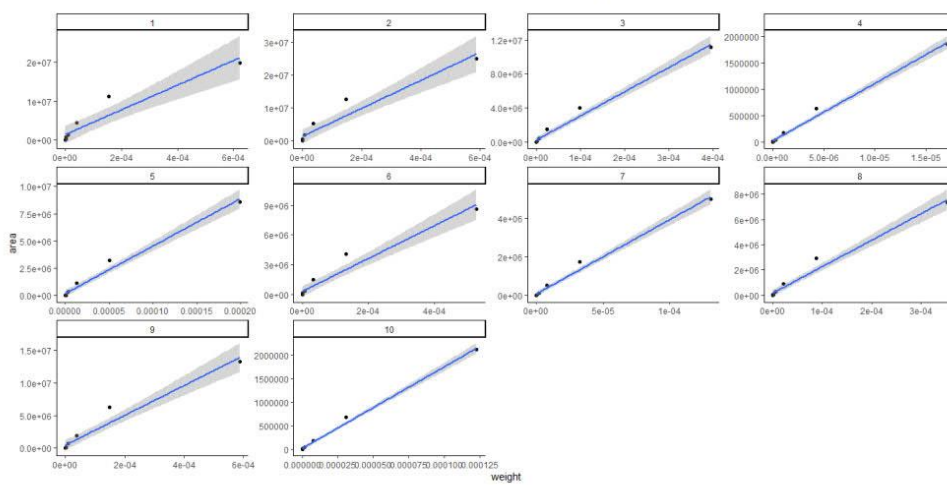 1 2 3 4
2e+07
1e+07
0e+00
0e+00 2e-04 4e-04 6e-04
3e+07
2e+07
1e+07
0e+00
0e+00 2e-04 4e-04 6e-04
1.2e+07
8.0e+06
4.0e+06
0.0e+00
0e+00 1e-04 2e-04 3e-04 4e-04
2000000
1500000
1000000
500000
0
0.0e+00 5.0e-06 1.0e-05 1.5e-05
5 6 7 8
area
1.0e+07
7.5e+06
5.0e+06
2.5e+06
0.0e+00
0.00000 0.00005 0.00010 0.00015 0.00020
9e+06
6e+06
3e+06
0e+00
0e+00 2e-04 4e-04
4e+06
2e+06
0e+00
0e+00 5e-05 1e-04
8e+06
6e+06
4e+06
2e+06
0e+00
0e+00 1e-04 2e-04 3e-04
9 10
1.5e+07
1.0e+07
5.0e+06
0.0e+00
0e+00 2e-04 4e-04 6e-04
2000000
1500000
1000000
500000
0
0.000000 0.000025 0.000050 0.000075 0.000100 0.000125
weight